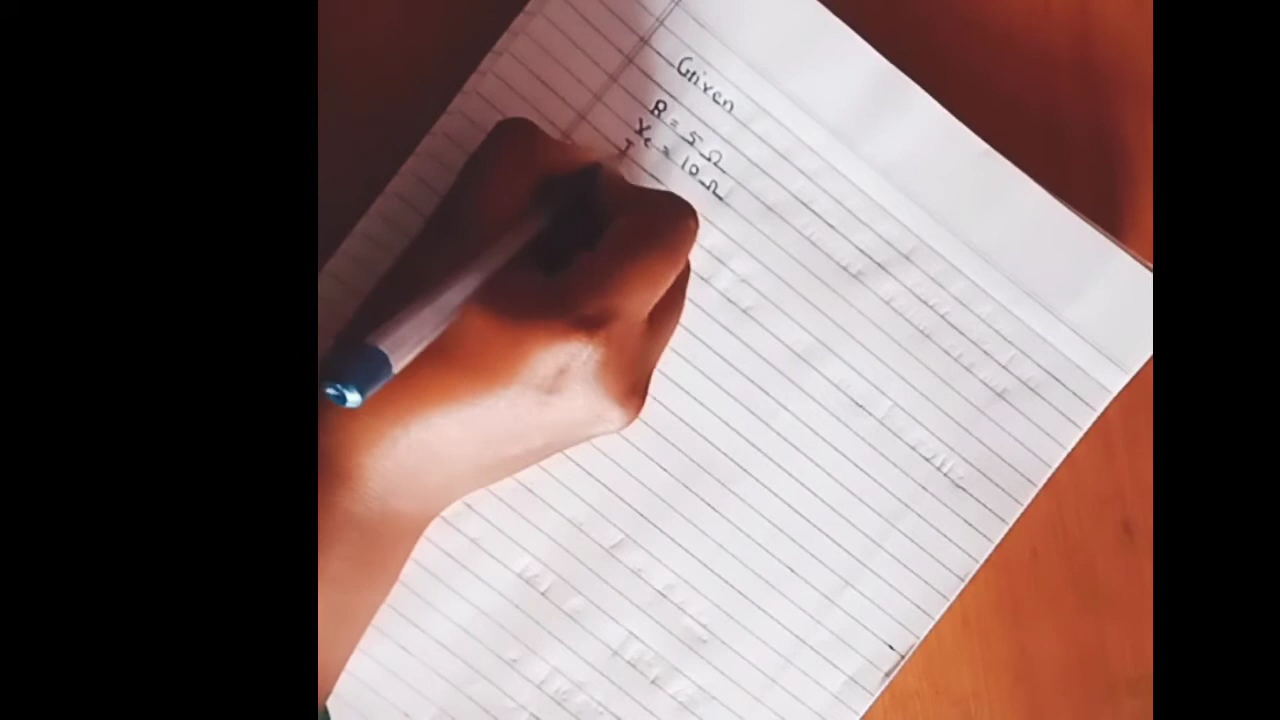 Given
R = 5 Ω
Xc = 10 Ω
I